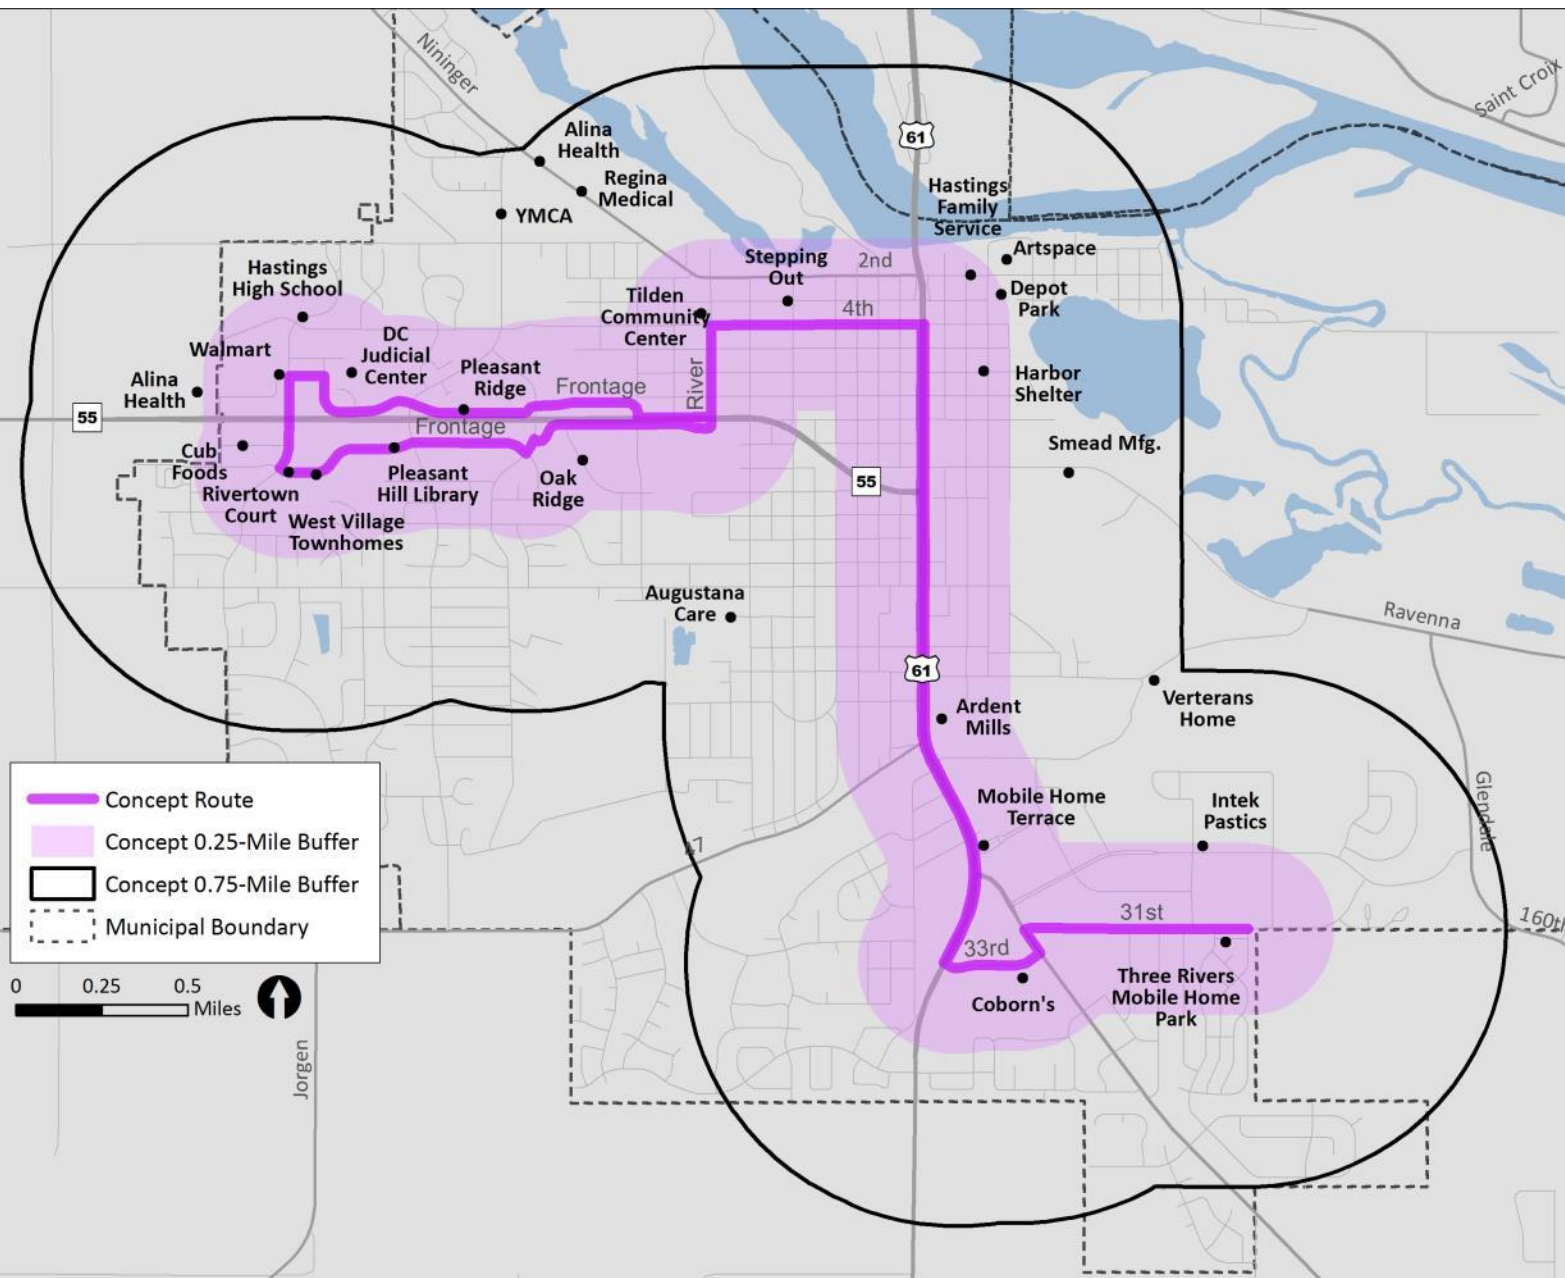 Nininger
Saint Croix
Alina
Health
61
Regina
Medical
YMCA
Hastings
Family
Service
Artspace
Stepping
Out
2nd
Hastings
High School
Depot
Park
Tilden
Community
Center
4th
DC
Judicial
Center
Walmart
Pleasant
Ridge
Frontage
River
Harbor
Shelter
Alina
Health
55
Frontage
Smead Mfg.
Cub
Foods
Pleasant
Hill Library
Oak
Ridge
55
Rivertown
Court
West Village
Townhomes
Augustana
Care
Ravenna
61
Verterans
Home
Ardent
Mills
Glendale
Mobile Home
Terrace
Intek
Pastics
47
31st
160th
33rd
Three Rivers
Mobile Home
Park
Coborn's
Concept Route
Concept 0.25-Mile Buffer
Concept 0.75-Mile Buffer
Municipal Boundary
0 0.25 0.5
Miles
Jorgen